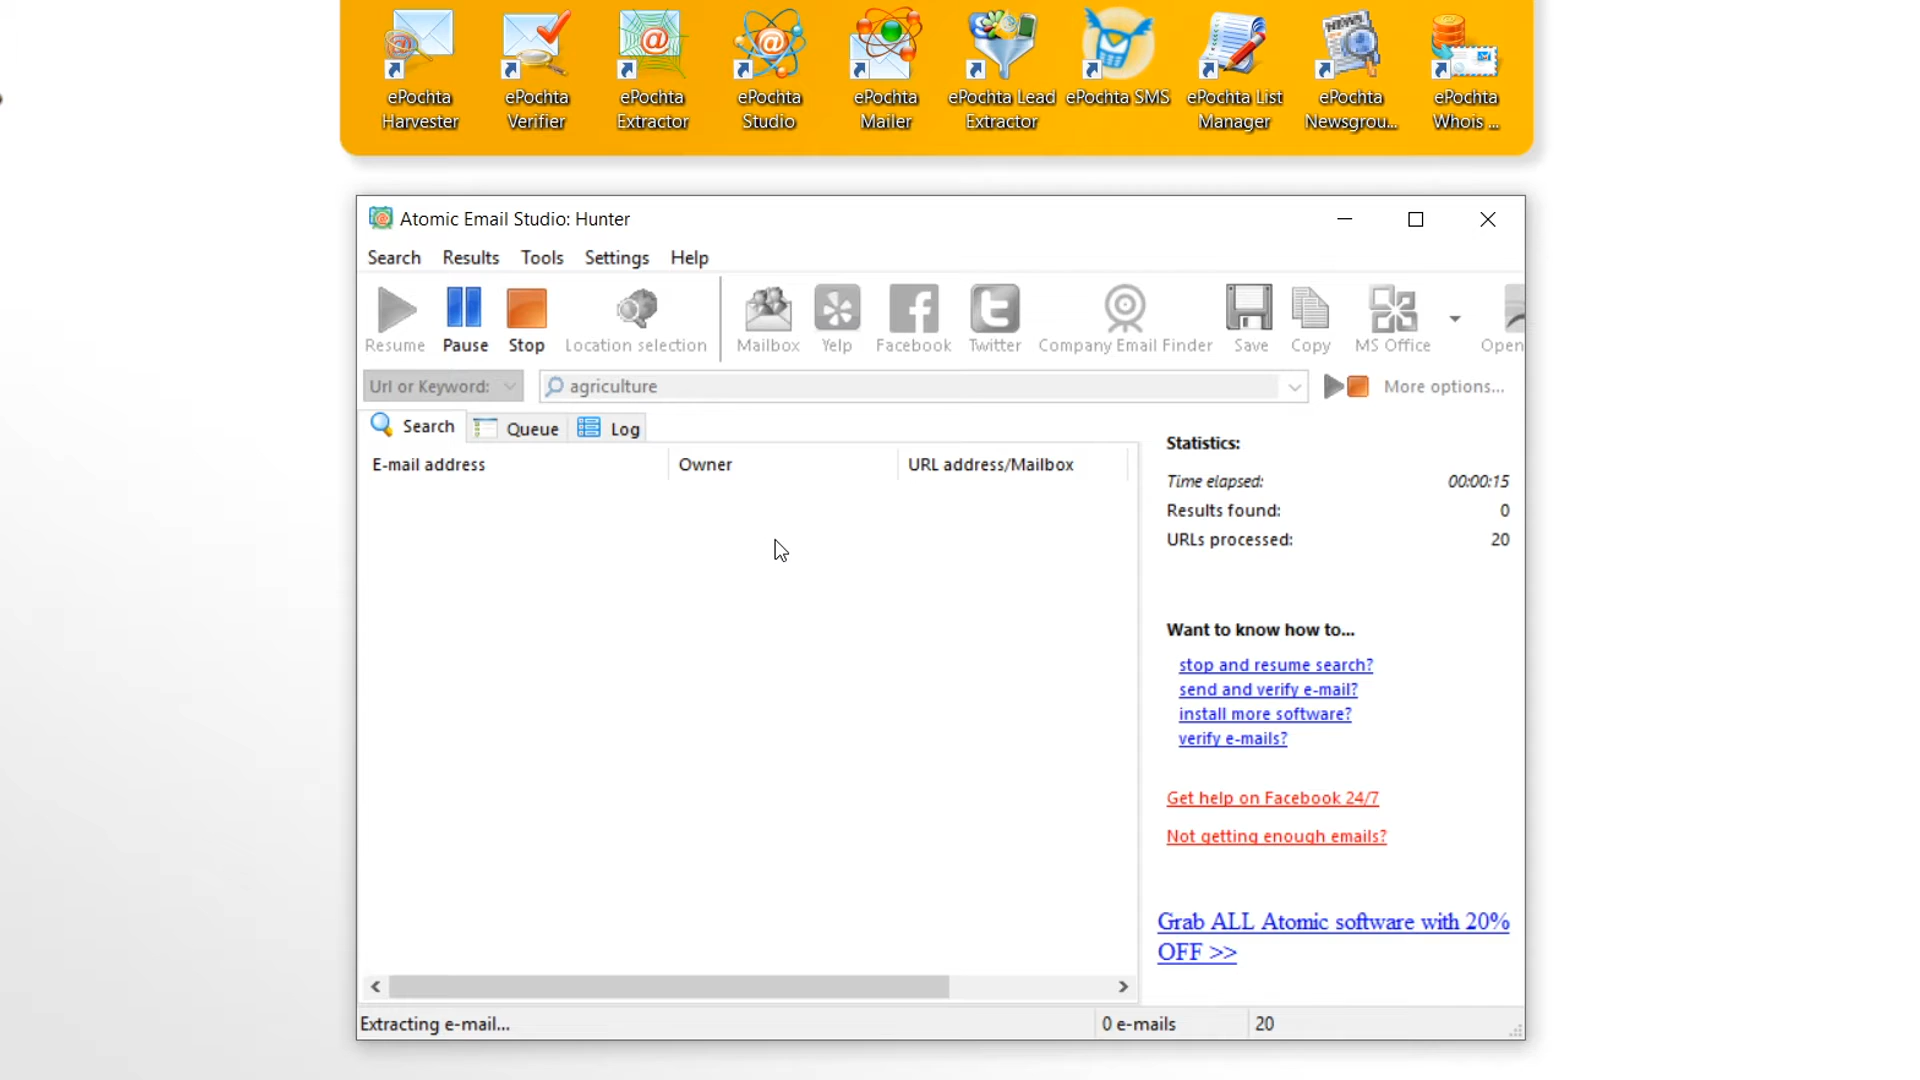 ePochta Harvester
ePochta Verifier
ePochta Extractor
ePochta Studio
ePochta Mailer
ePochta Lead Extractor
ePochta SMS
ePochta List Manager
ePochta Newsgrou...
ePochta Whois ...
Atomic Email Studio: Hunter
Search Results Tools Settings Help
Resume Pause Stop Location selection Mailbox Yelp Facebook Twitter Company Email Finder Save Copy MS Office Open
Url or Keyword: agriculture More options...
Search Queue Log
E-mail address Owner URL address/Mailbox
Statistics:
Time elapsed: 00:00:15
Results found: 0
URLs processed: 20
Want to know how to...
stop and resume search?
send and verify e-mail?
install more software?
verify e-mails?
Get help on Facebook 24/7
Not getting enough emails?
Grab ALL Atomic software with 20%
OFF >>
Extracting e-mail... 0 e-mails 20